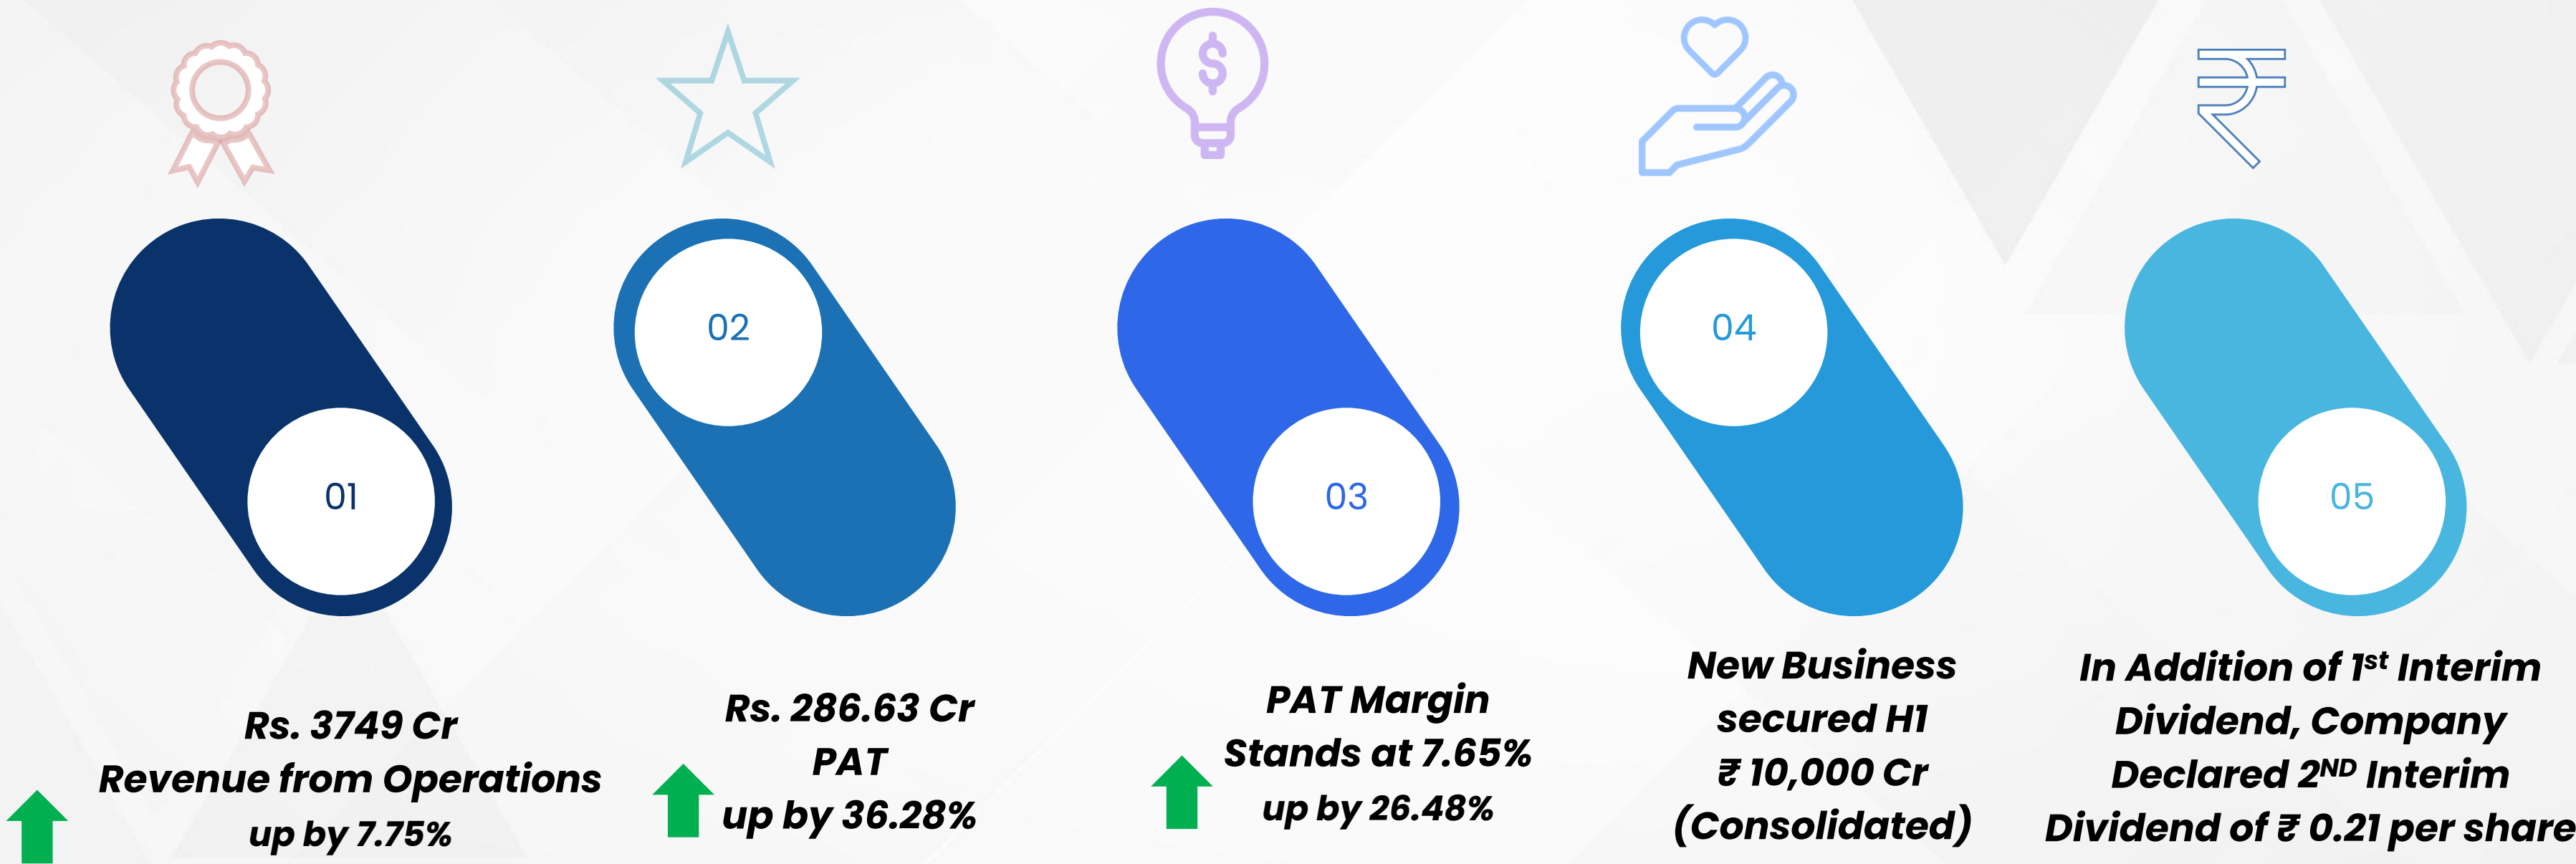 01
Rs. 3749 Cr
Revenue from Operations
up by 7.75%
02
Rs. 286.63 Cr
PAT
up by 36.28%
03
PAT Margin
Stands at 7.65%
up by 26.48%
04
New Business
secured H1
₹ 10,000 Cr
(Consolidated)
05
In Addition of 1st Interim
Dividend, Company
Declared 2ND Interim
Dividend of ₹ 0.21 per share